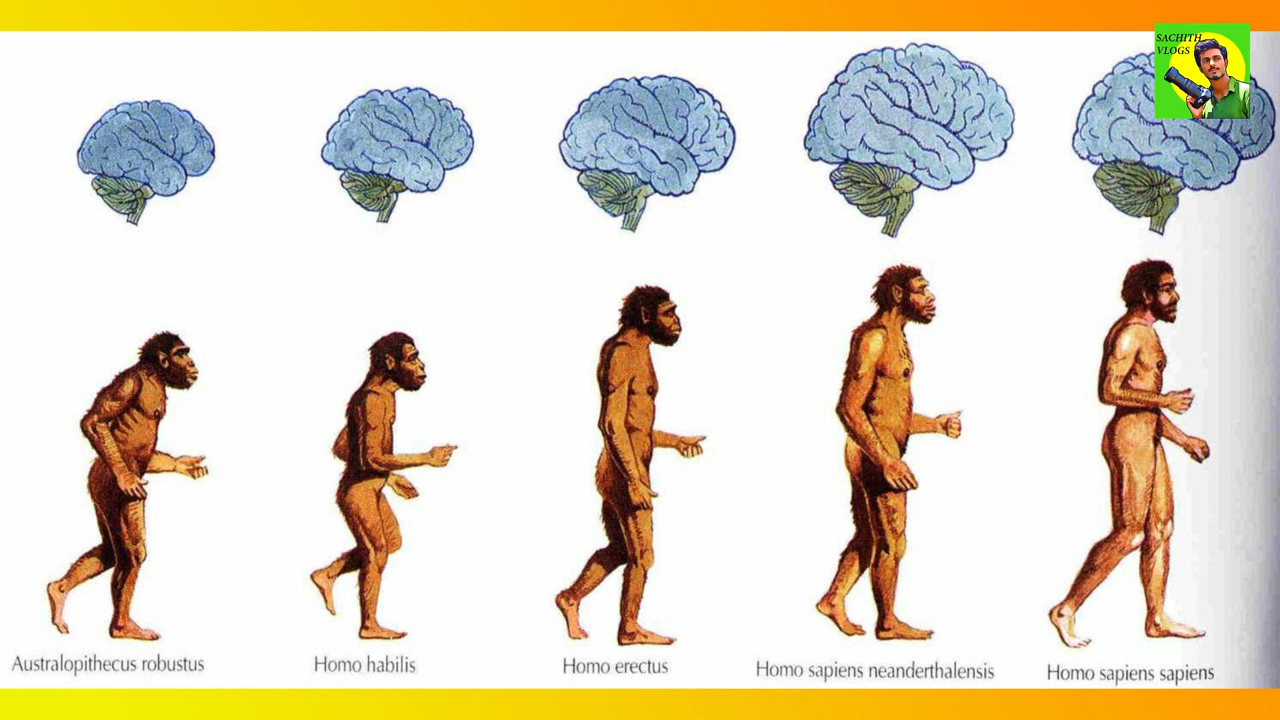 SACHITH
VLOGS
Australopithecus robustus
Homo habilis
Homo erectus
Homo sapiens neanderthalensis
Homo sapiens sapiens